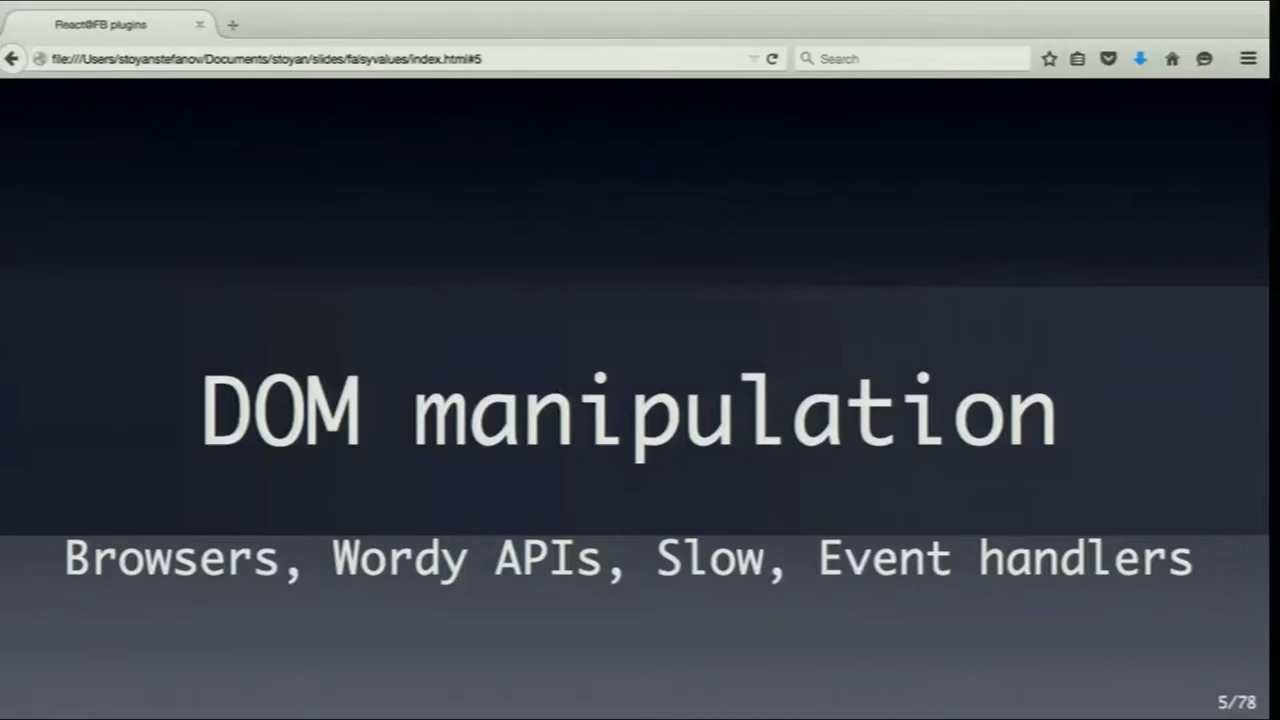 React@FB plugins
file:///Users/stoyanstefanov/Documents/stoyan/slides/falsyvalues/index.html#5
Search
DOM manipulation
Browsers, Wordy APIs, Slow, Event handlers
5/78